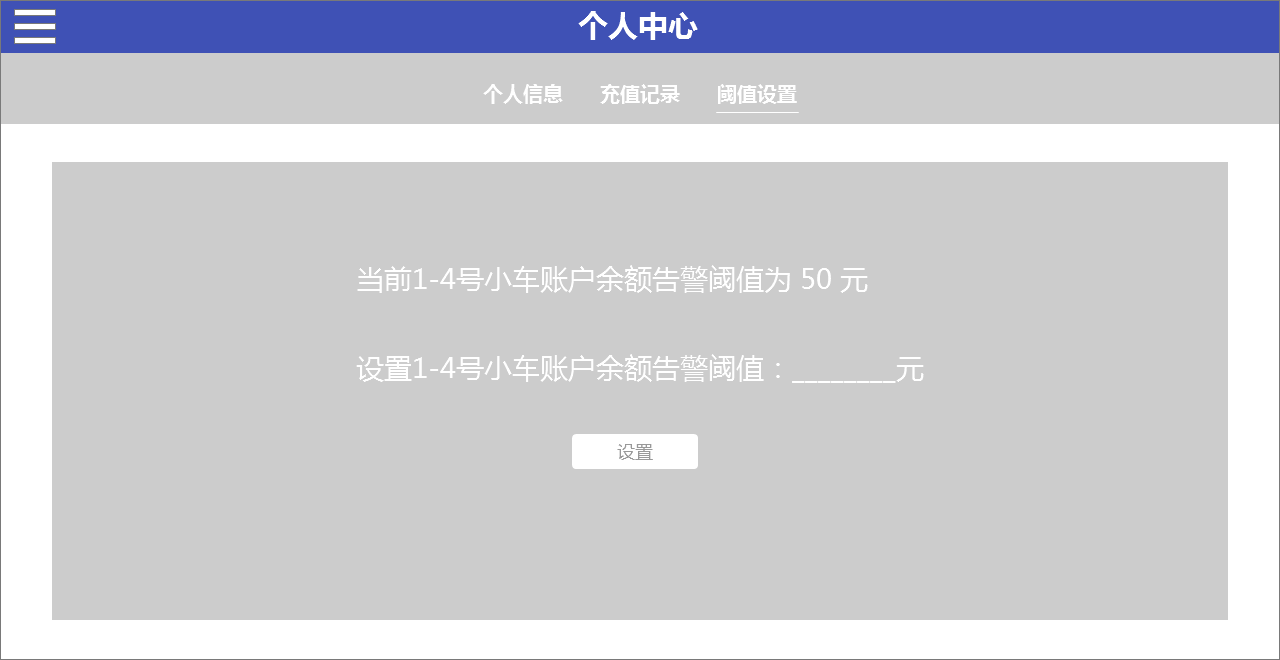 个人中心
个人信息 充值记录 阈值设置
当前1-4号小车账户余额告警阈值为 50 元
设置1-4号小车账户余额告警阈值：________元
设置